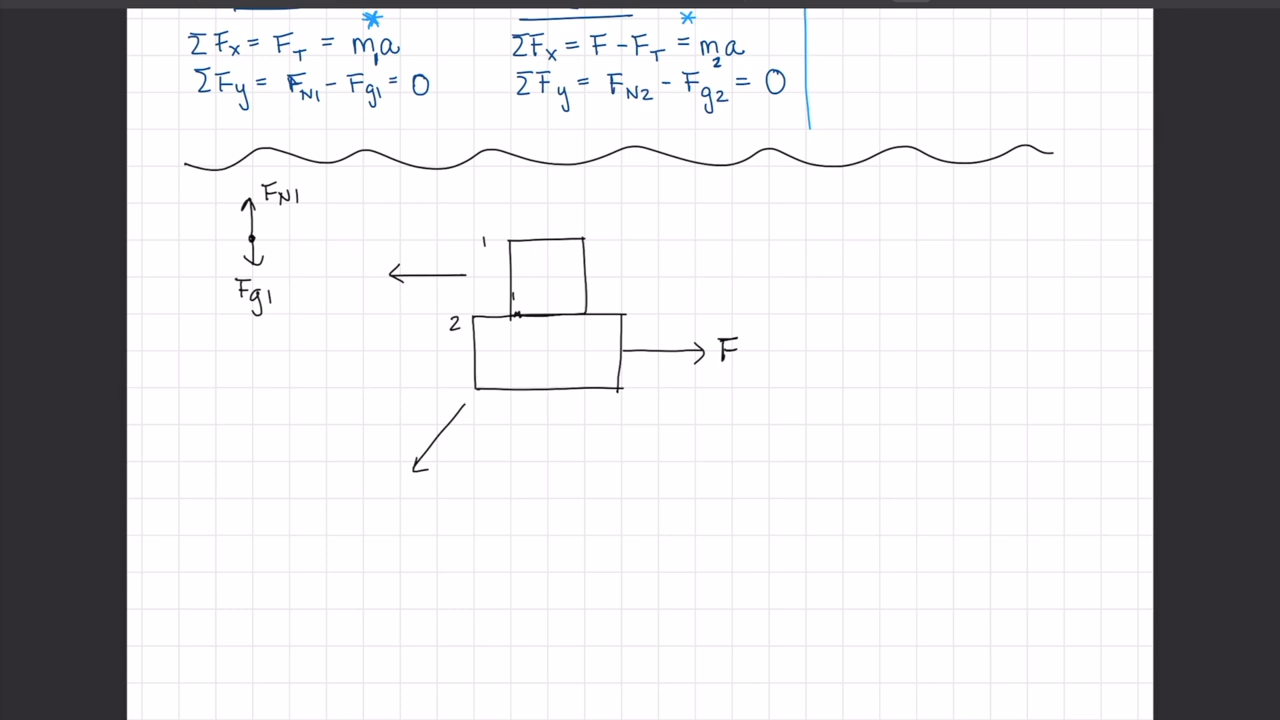 ΣFx = FT = m1a
ΣFy = FN1 - Fg1 = 0
*
*
ΣFx = F - FT = m2a
ΣFy = FN2 - Fg2 = 0
FN1
Fg1
1
2
F